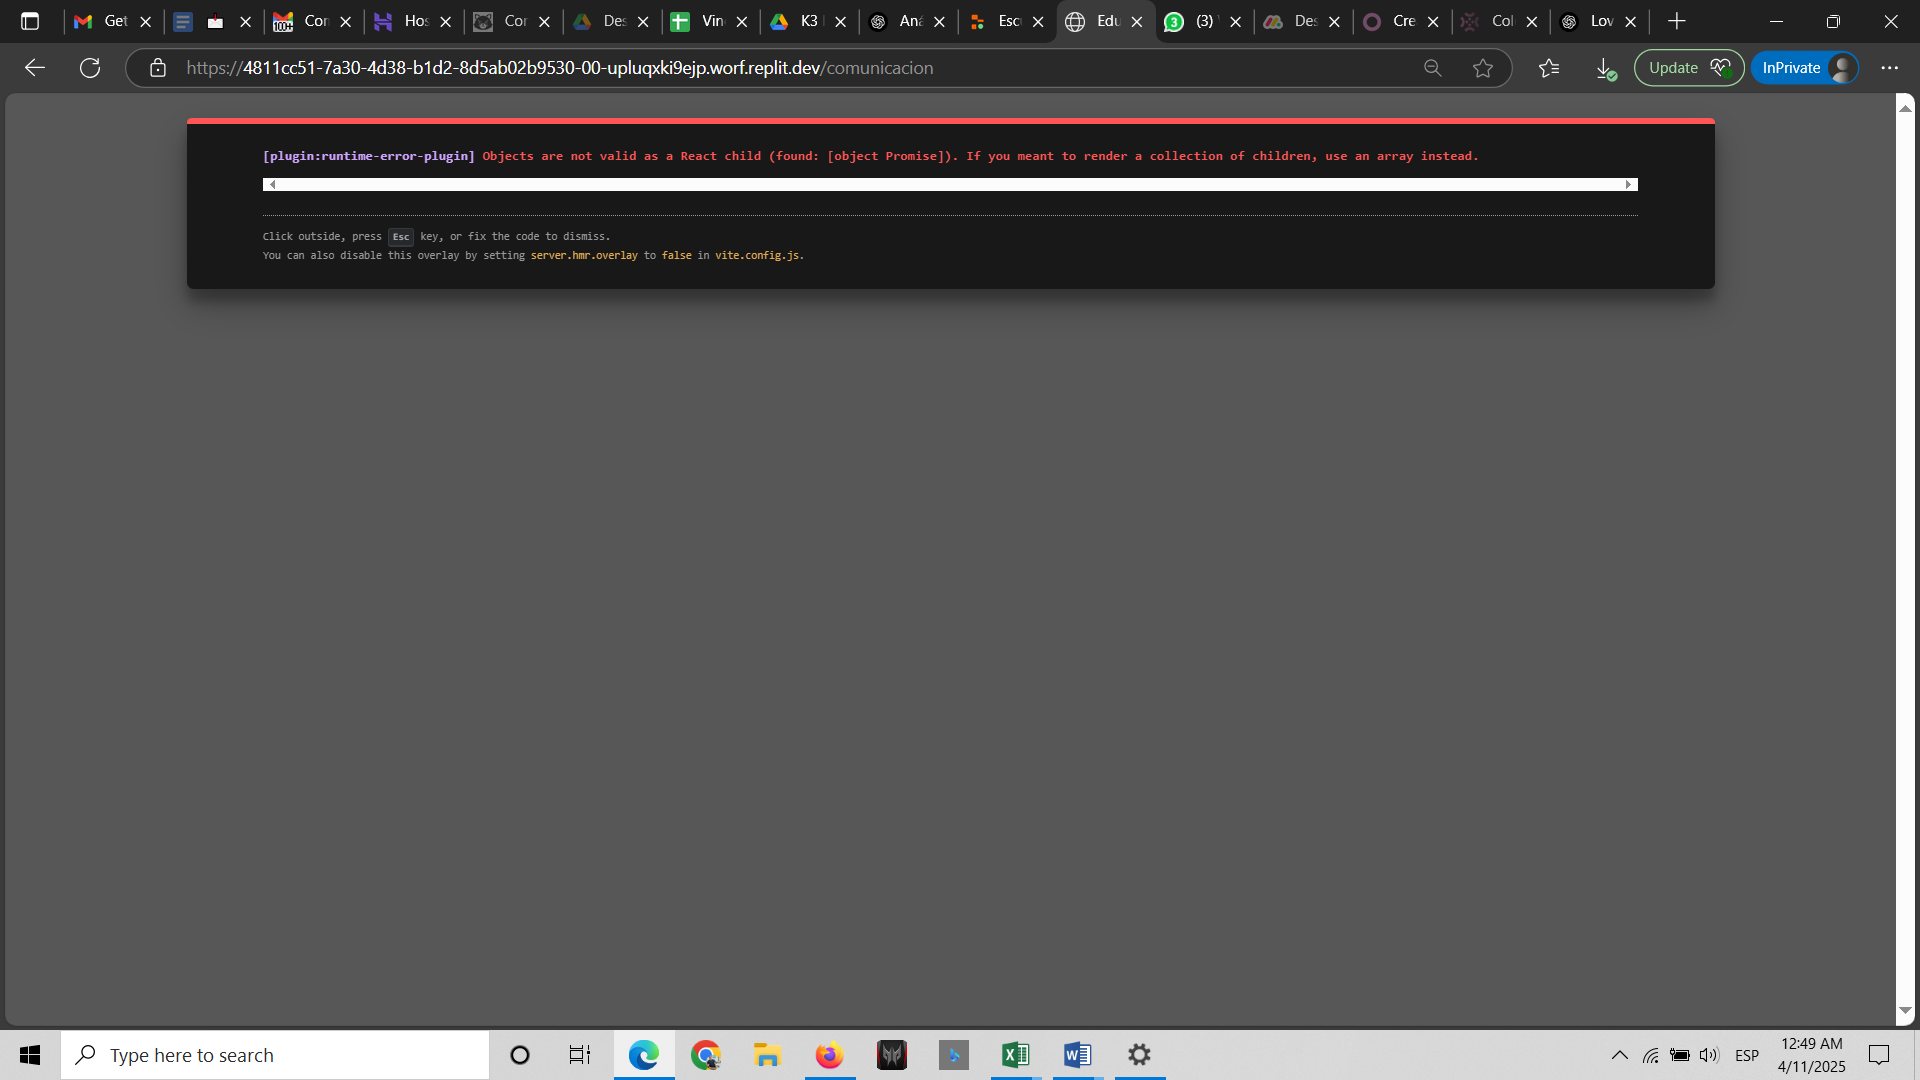 Get
Con
Hos
Cor
Des
Vin
K3
Aná
Escu
Edu
(3)
Des
Cre
Col
Lov
https://4811cc51-7a30-4d38-b1d2-8d5ab02b9530-00-upluqxki9ejp.worf.replit.dev/comunicacion
Update
InPrivate
[plugin:runtime-error-plugin] Objects are not valid as a React child (found: [object Promise]). If you meant to render a collection of children, use an array instead.
Click outside, press Esc key, or fix the code to dismiss.
You can also disable this overlay by setting server.hmr.overlay to false in vite.config.js.
Type here to search
ESP
12:49 AM
4/11/2025